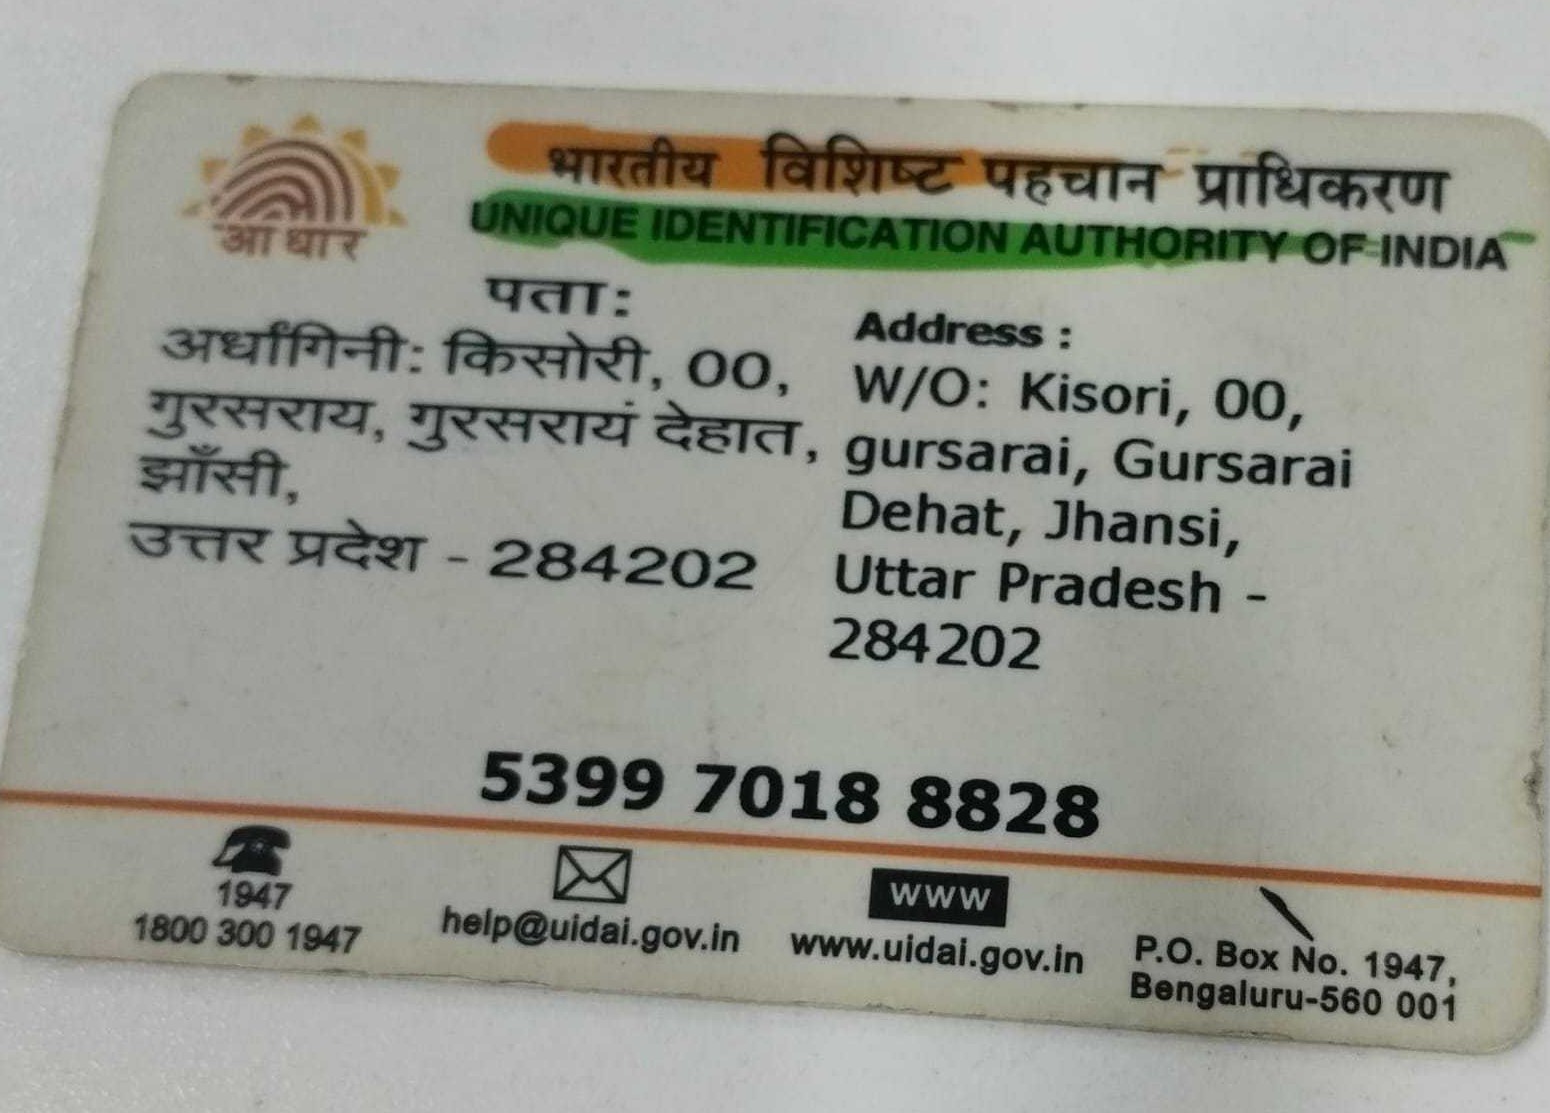 आधार
भारतीय विशिष्ट पहचान प्राधिकरण
UNIQUE IDENTIFICATION AUTHORITY OF INDIA
पता:
अर्धांगिनी: किसोरी, 00,
गुरसराय, गुरसरायं देहात,
झाँसी,
उत्तर प्रदेश - 284202
Address :
W/O: Kisori, 00,
gursarai, Gursarai
Dehat, Jhansi,
Uttar Pradesh -
284202
5399 7018 8828
1947
1800 300 1947
help@uidai.gov.in
www
www.uidai.gov.in
P.O. Box No. 1947,
Bengaluru-560 001